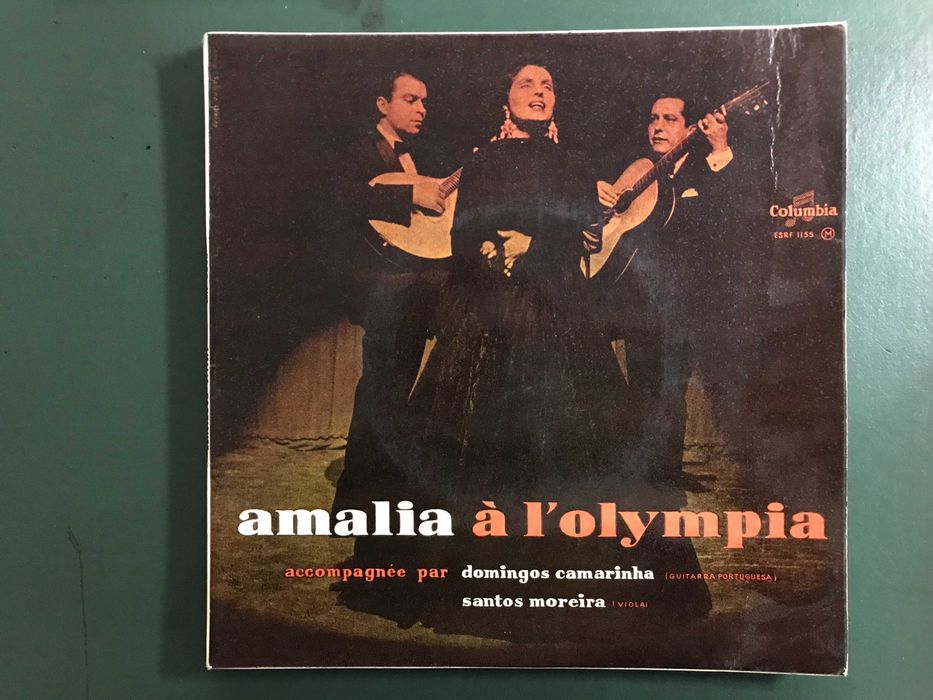 Columbia
ESRF 1155 M
amalia à l'olympia
accompagnée par domingos camarinha (GUITARRA PORTUGUESA)
santos moreira (VIOLA)